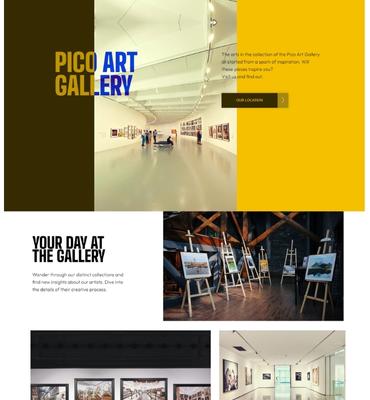 PICO ART
GALLERY
The arts in the collection of the Pico Art Gallery
all started from a spark of inspiration. Will
these pieces inspire you?
Visit us and find out.
OUR LOCATION
YOUR DAY AT
THE GALLERY
Wander through our distinct collections and
find new insights about our artists. Dive into
the details of their creative process.